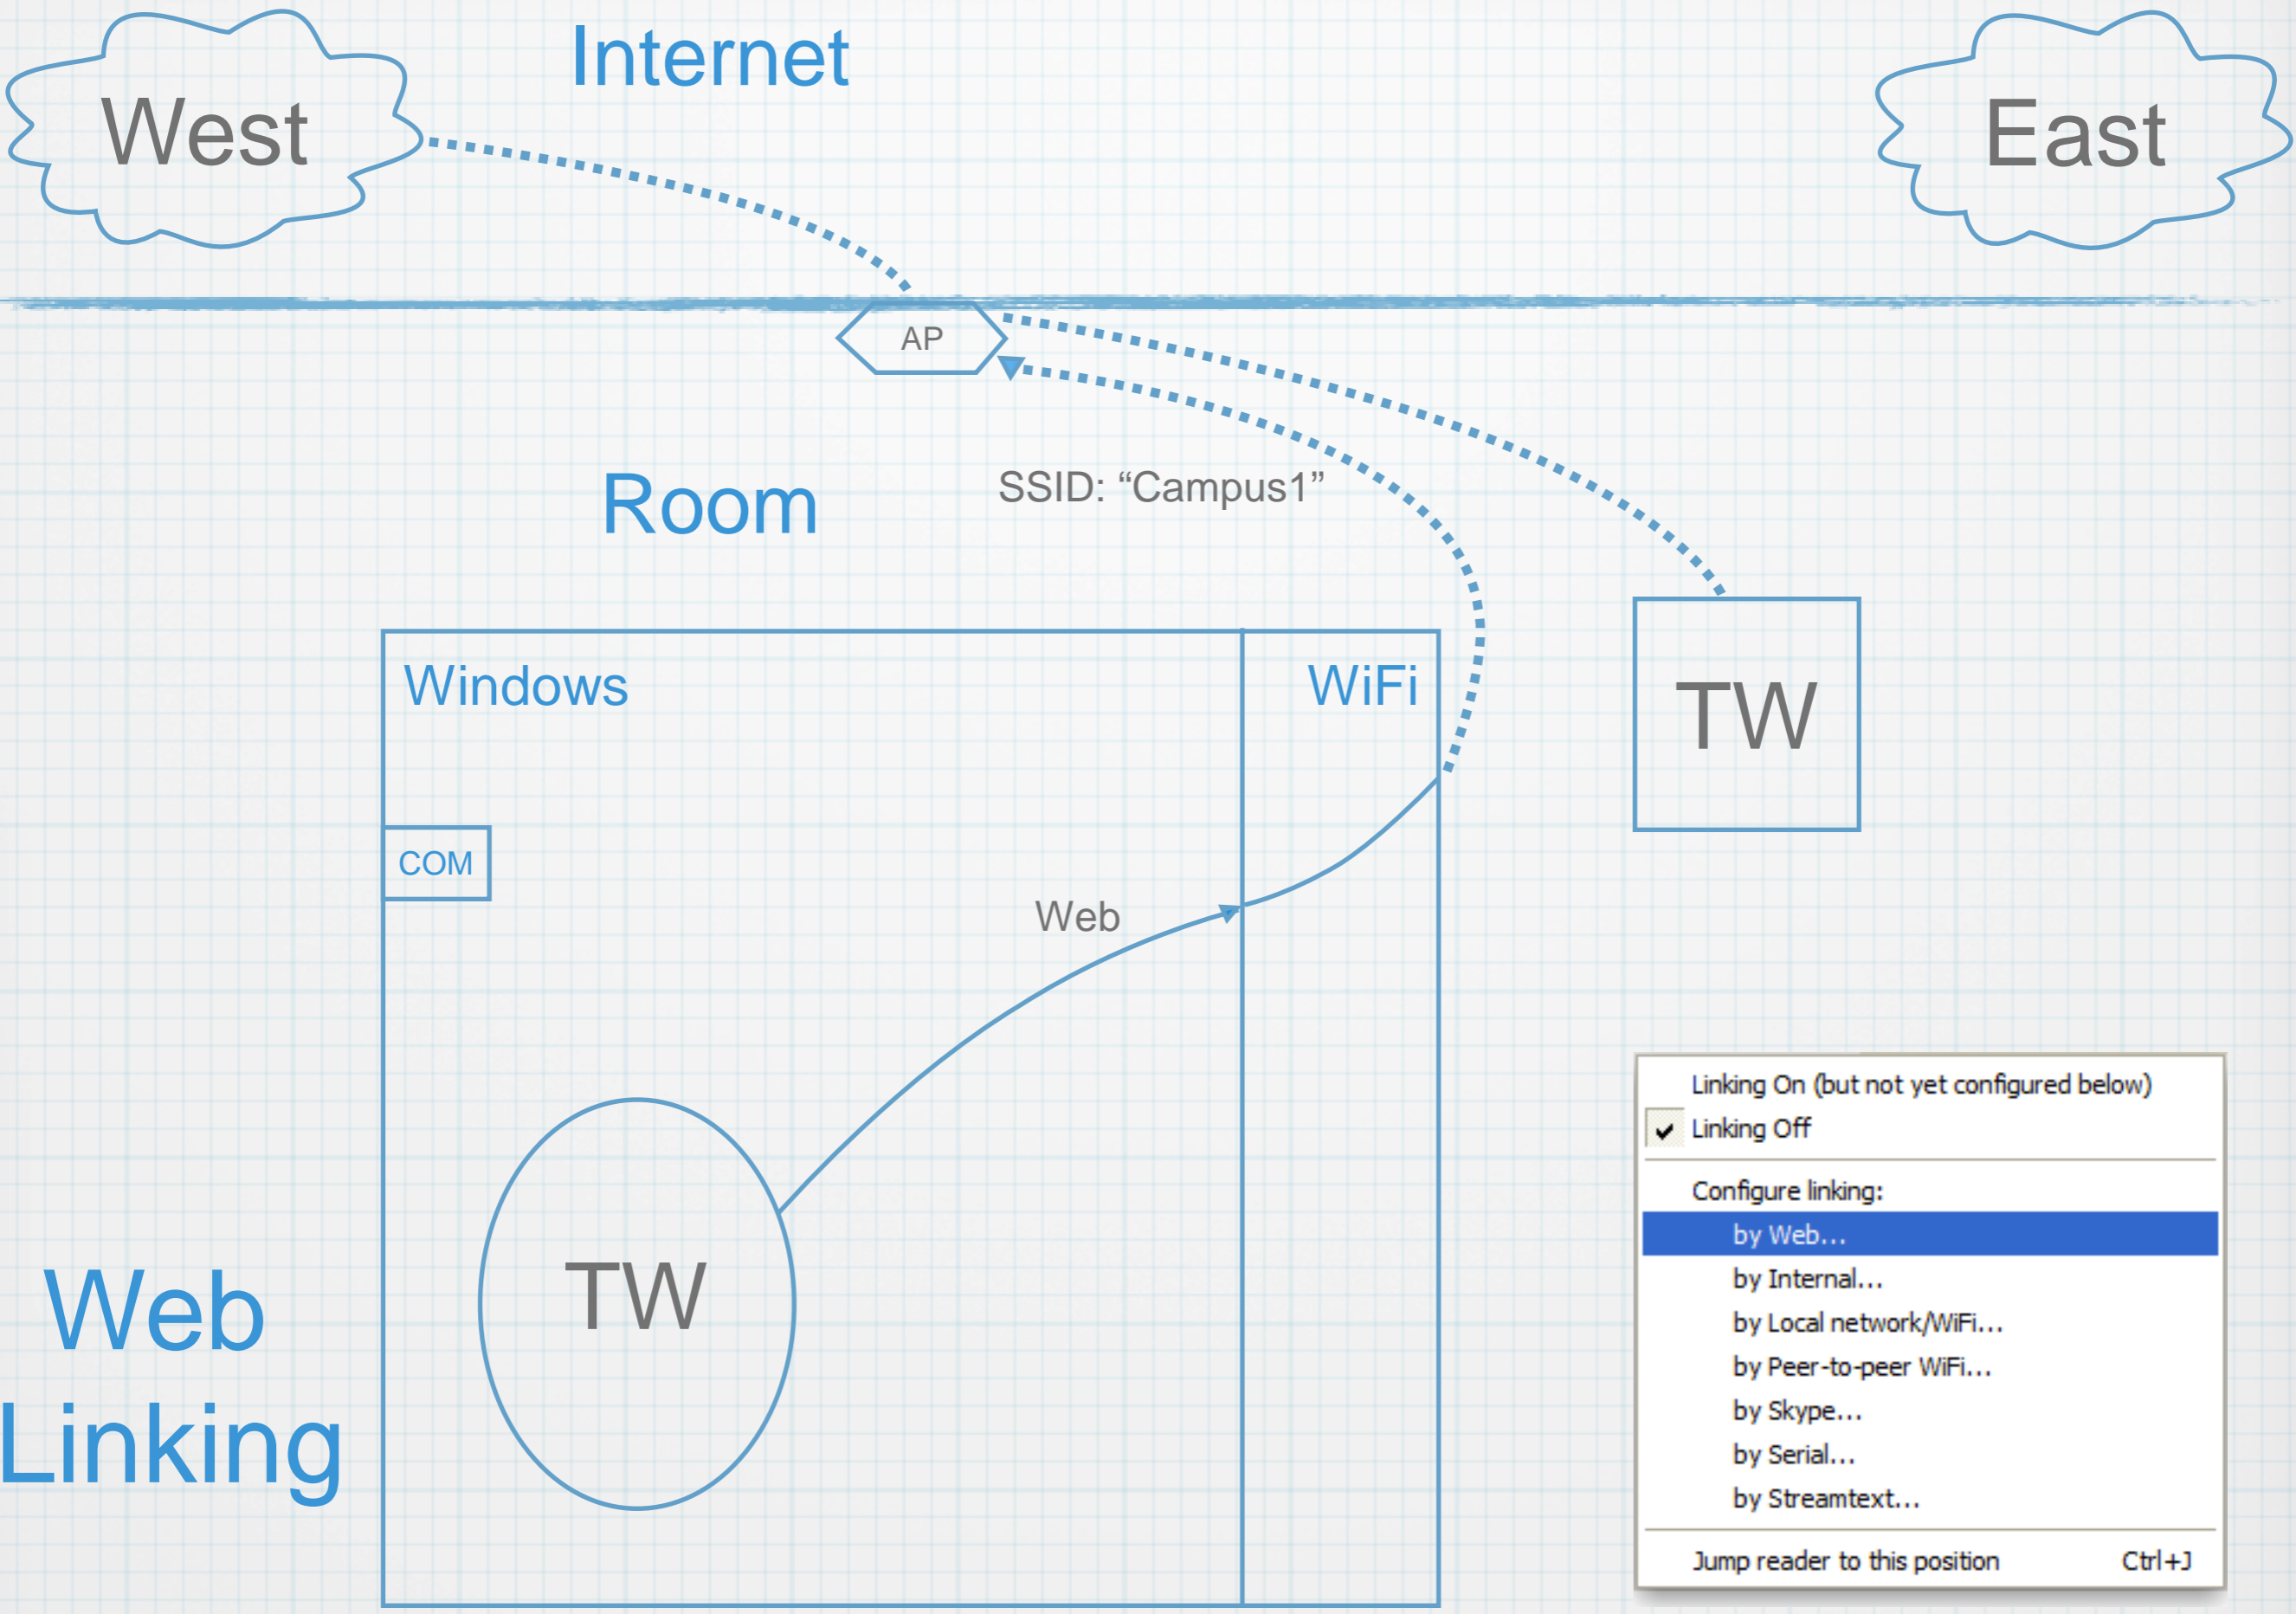 Internet
West
East
AP
Room
SSID: “Campus1”
Windows
WiFi
TW
COM
Web
TW
Web
Linking
Linking On (but not yet configured below)
Linking Off
Configure linking:
by Web...
by Internal...
by Local network/WiFi...
by Peer-to-peer WiFi...
by Skype...
by Serial...
by Streamtext...
Jump reader to this position Ctrl+J